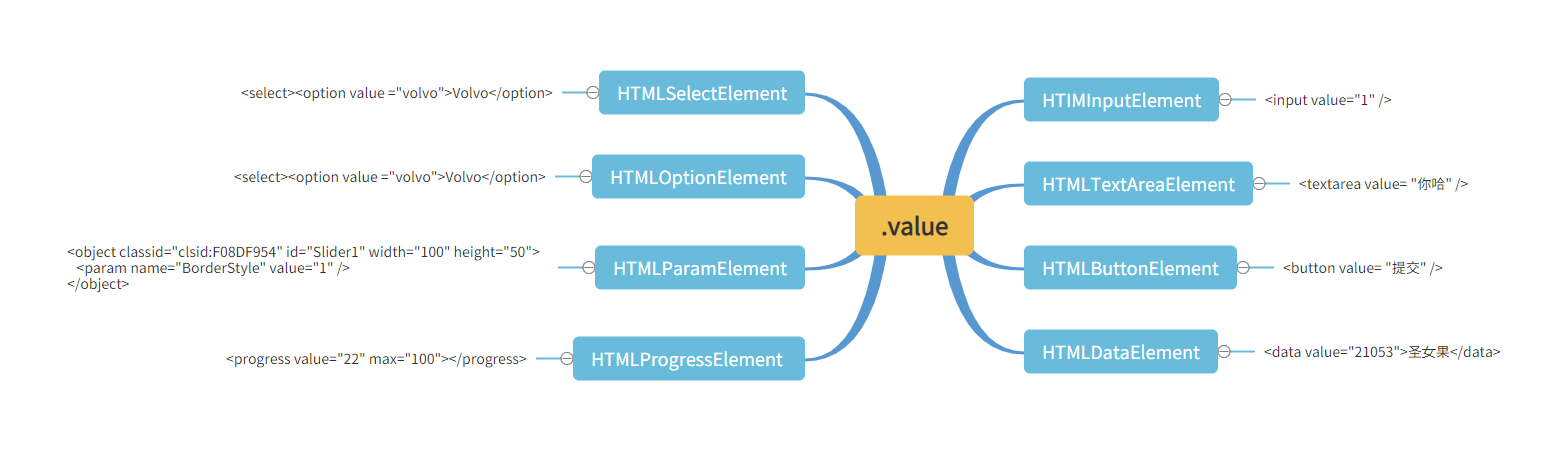 .value
HTMLSelectElement
<select><option value ="volvo">Volvo</option>
HTMLOptionElement
<select><option value ="volvo">Volvo</option>
HTMLParamElement
<object classid="clsid:F08DF954" id="Slider1" width="100" height="50">
<param name="BorderStyle" value="1" />
</object>
HTMLProgressElement
<progress value="22" max="100"></progress>
HTIMInputElement
<input value="1" />
HTMLTextAreaElement
<textarea value= "你哈" />
HTMLButtonElement
<button value= "提交" />
HTMLDataElement
<data value="21053">圣女果</data>